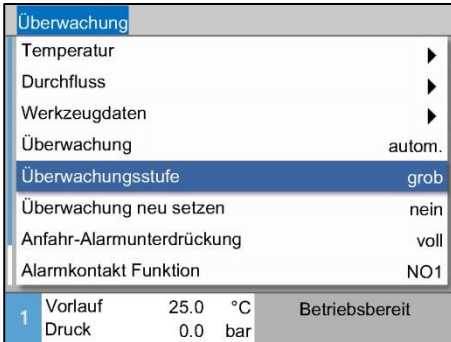 Überwachung
Temperatur
Durchfluss
Werkzeugdaten
Überwachung autom.
Überwachungsstufe grob
Überwachung neu setzen nein
Anfahr-Alarmunterdrückung voll
Alarmkontakt Funktion NO1
1 Vorlauf 25.0 °C Betriebsbereit
Druck 0.0 bar